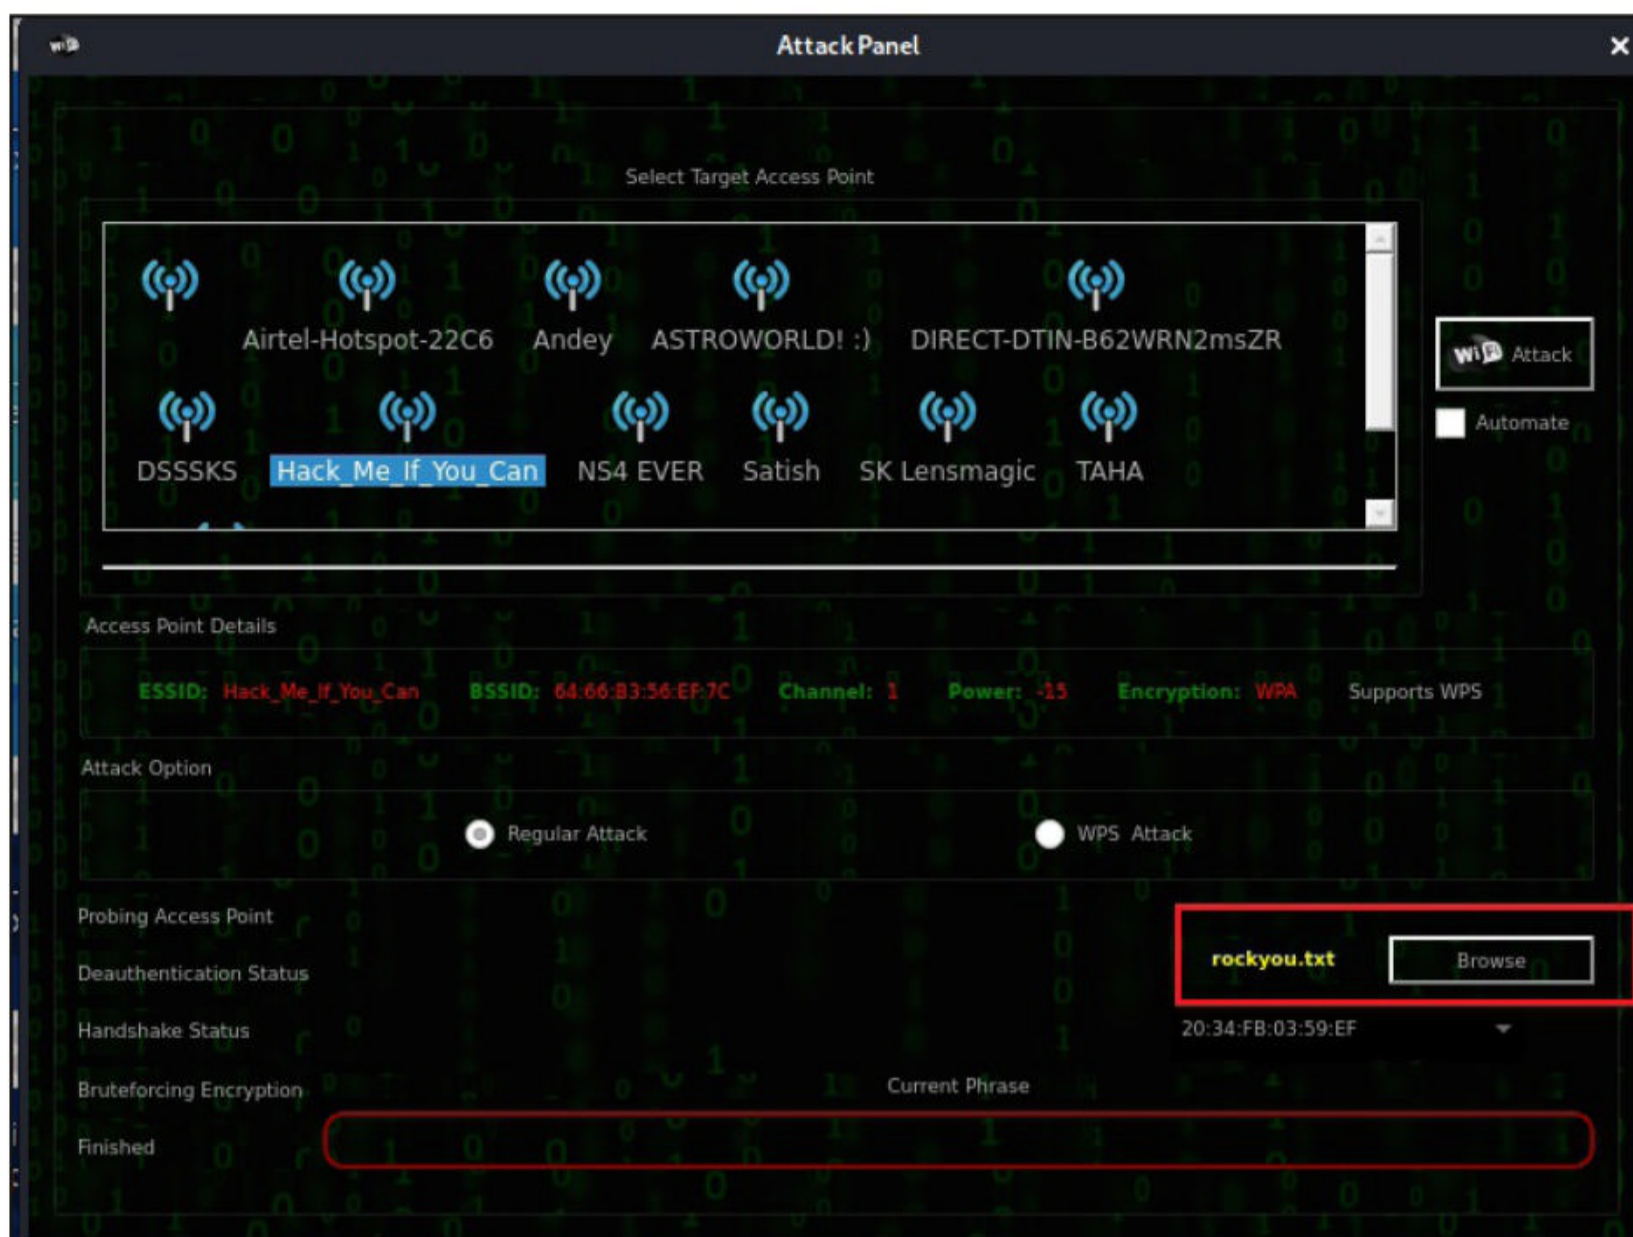 Attack Panel
Select Target Access Point
Airtel-Hotspot-22C6 Andey ASTROWORLD! :) DIRECT-DTIN-B62WRN2msZR
WiFi Attack
Automate
DSSSKS Hack_Me_If_You_Can NS4 EVER Satish SK Lensmagic TAHA
Access Point Details
ESSID: Hack_Me_If_You_Can BSSID: 64:66:B3:56:EF:7C Channel: 1 Power: -15 Encryption: WPA Supports WPS
Attack Option
Regular Attack WPS Attack
Probing Access Point
rockyou.txt Browse
Deauthentication Status
Handshake Status 20:34:FB:03:59:EF
Bruteforcing Encryption Current Phrase
Finished